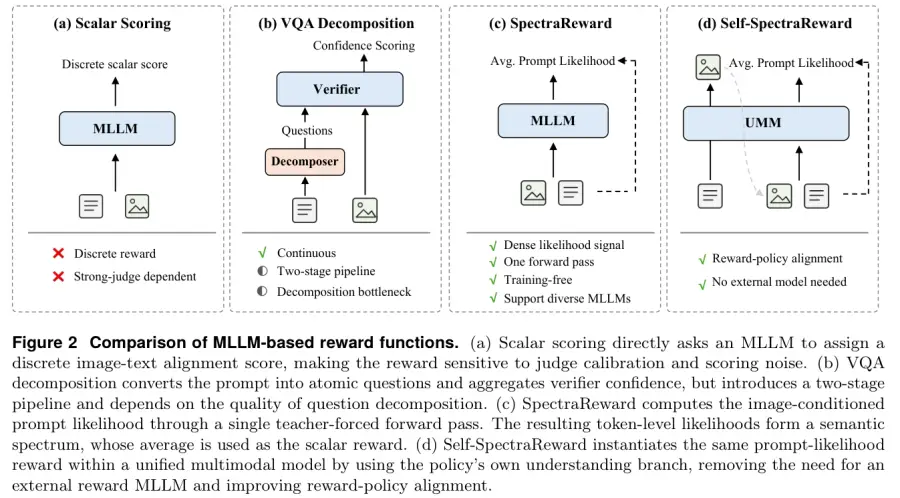 (a) Scalar Scoring
Discrete scalar score
MLLM
❌ Discrete reward
❌ Strong-judge dependent
(b) VQA Decomposition
Confidence Scoring
Verifier
Questions
Decomposer
√ Continuous
◐ Two-stage pipeline
◐ Decomposition bottleneck
(c) SpectraReward
Avg. Prompt Likelihood
MLLM
√ Dense likelihood signal
√ One forward pass
√ Training-free
√ Support diverse MLLMs
(d) Self-SpectraReward
Avg. Prompt Likelihood
UMM
√ Reward-policy alignment
√ No external model needed
Figure 2 Comparison of MLLM-based reward functions. (a) Scalar scoring directly asks an MLLM to assign a
discrete image-text alignment score, making the reward sensitive to judge calibration and scoring noise. (b) VQA
decomposition converts the prompt into atomic questions and aggregates verifier confidence, but introduces a two-stage
pipeline and depends on the quality of question decomposition. (c) SpectraReward computes the image-conditioned
prompt likelihood through a single teacher-forced forward pass. The resulting token-level likelihoods form a semantic
spectrum, whose average is used as the scalar reward. (d) Self-SpectraReward instantiates the same prompt-likelihood
reward within a unified multimodal model by using the policy's own understanding branch, removing the need for an
external reward MLLM and improving reward-policy alignment.